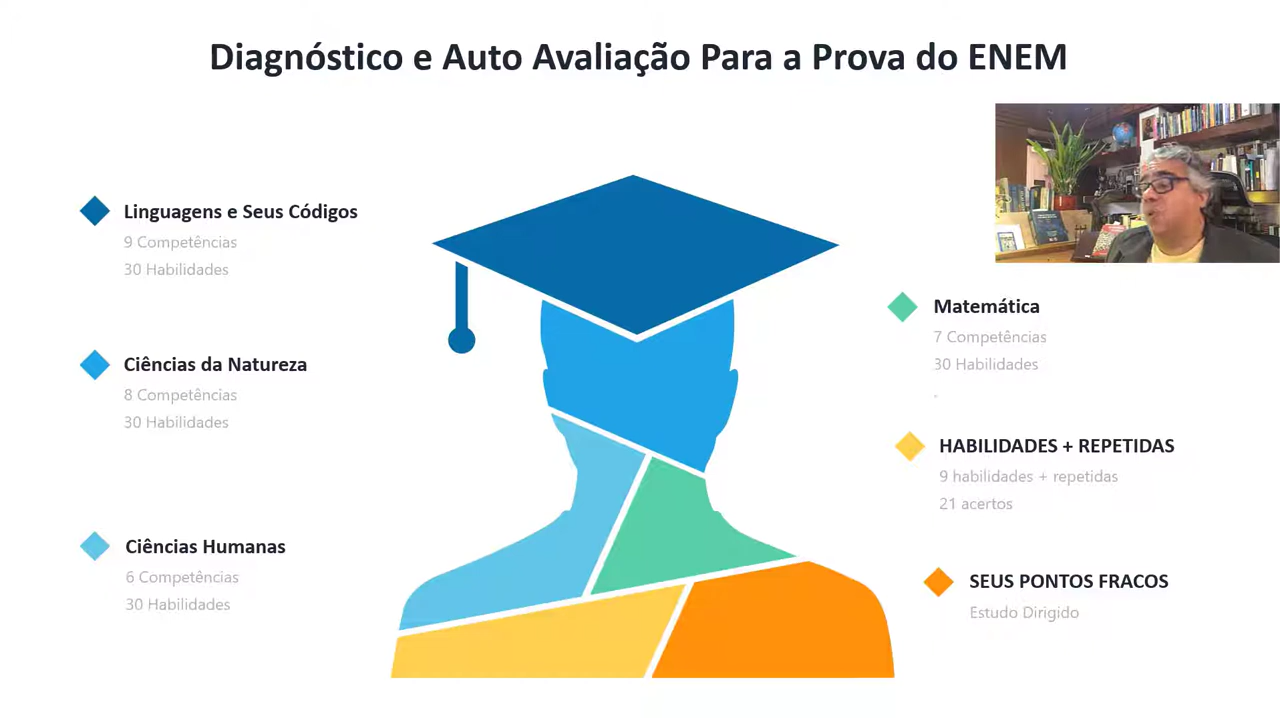 Diagnóstico e Auto Avaliação Para a Prova do ENEM
Linguagens e Seus Códigos
9 Competências
30 Habilidades
Ciências da Natureza
8 Competências
30 Habilidades
Ciências Humanas
6 Competências
30 Habilidades
Matemática
7 Competências
30 Habilidades
.
HABILIDADES + REPETIDAS
9 habilidades + repetidas
21 acertos
SEUS PONTOS FRACOS
Estudo Dirigido